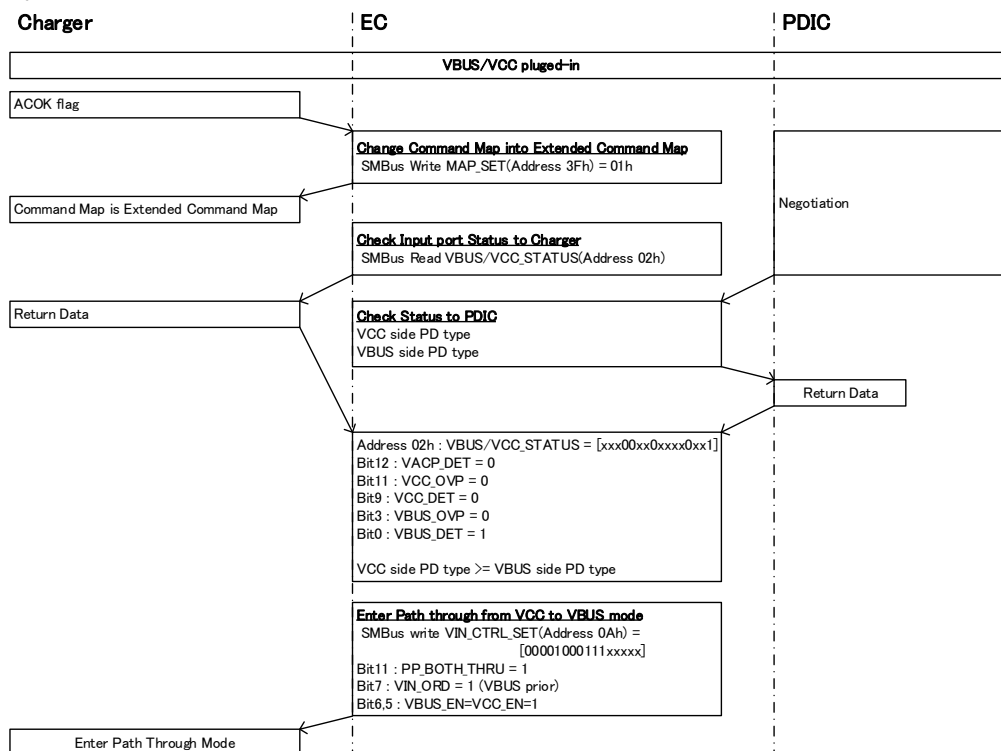 Charger
EC
PDIC
VBUS/VCC pluged-in
ACOK flag
Change Command Map into Extended Command Map
SMBus Write MAP_SET(Address 3Fh) = 01h
Command Map is Extended Command Map
Negotiation
Check Input port Status to Charger
SMBus Read VBUS/VCC_STATUS(Address 02h)
Return Data
Check Status to PDIC
VCC side PD type
VBUS side PD type
Return Data
Address 02h : VBUS/VCC_STATUS = [xxx00xx0xxxx0xx1]
Bit12 : VACP_DET = 0
Bit11 : VCC_OVP = 0
Bit9 : VCC_DET = 0
Bit3 : VBUS_OVP = 0
Bit0 : VBUS_DET = 1
VCC side PD type >= VBUS side PD type
Enter Path through from VCC to VBUS mode
SMBus write VIN_CTRL_SET(Address 0Ah) =
[00001000111xxxxx]
Bit11 : PP_BOTH_THRU = 1
Bit7 : VIN_ORD = 1 (VBUS prior)
Bit6,5 : VBUS_EN=VCC_EN=1
Enter Path Through Mode